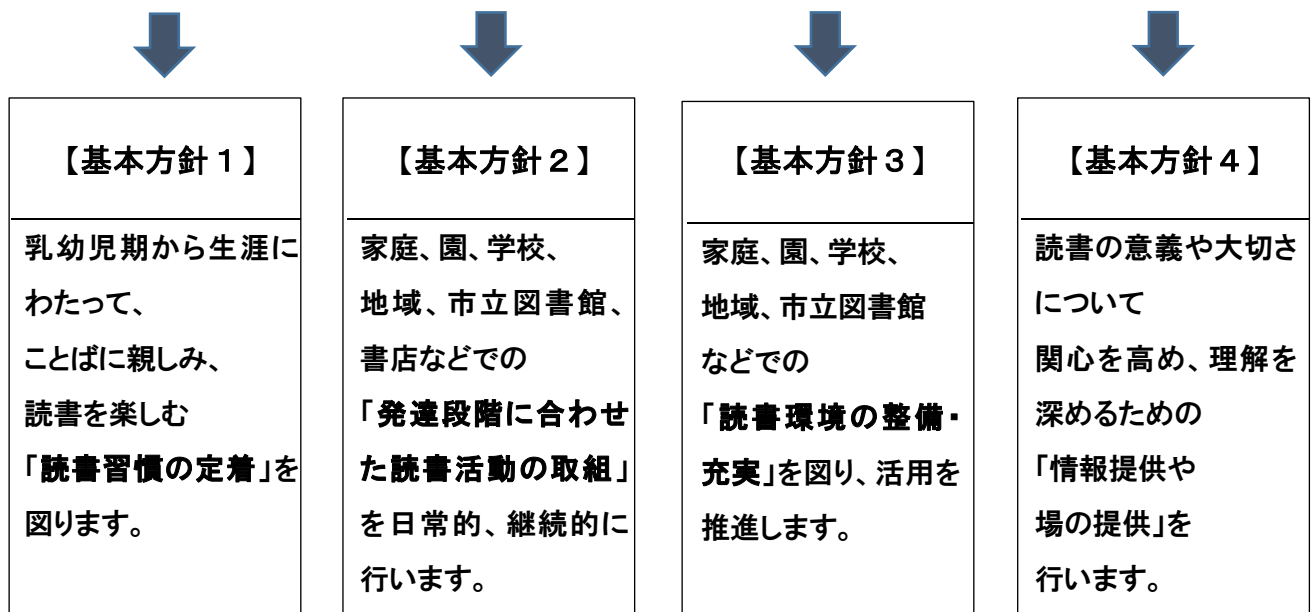 【基本方針１】
乳幼児期から生涯に
わたって、
ことばに親しみ、
読書を楽しむ
「読書習慣の定着」を
図ります。
【基本方針２】
家庭、園、学校、
地域、市立図書館、
書店などでの
「発達段階に合わせ
た読書活動の取組」
を日常的、継続的に
行います。
【基本方針３】
家庭、園、学校、
地域、市立図書館
などでの
「読書環境の整備・
充実」を図り、活用を
推進します。
【基本方針４】
読書の意義や大切さ
について
関心を高め、理解を
深めるための
「情報提供や
場の提供」を
行います。